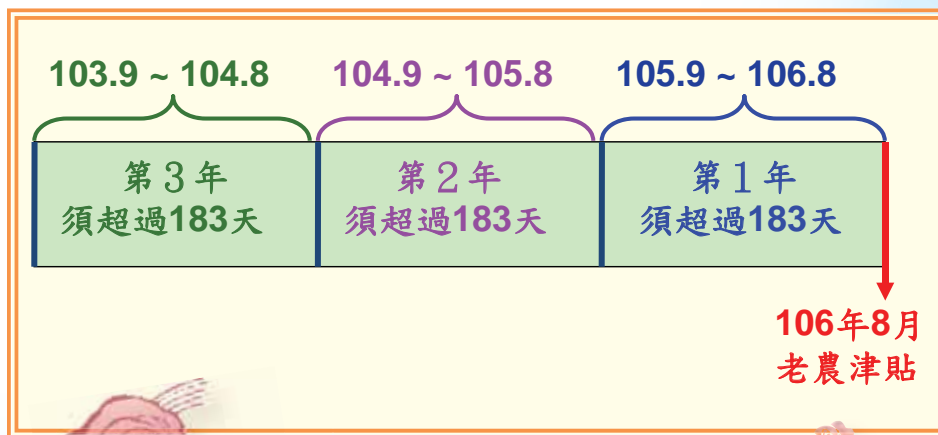 103.9 ~ 104.8
104.9 ~ 105.8
105.9 ~ 106.8
第3年
須超過183天
第2年
須超過183天
第1年
須超過183天
106年8月
老農津貼